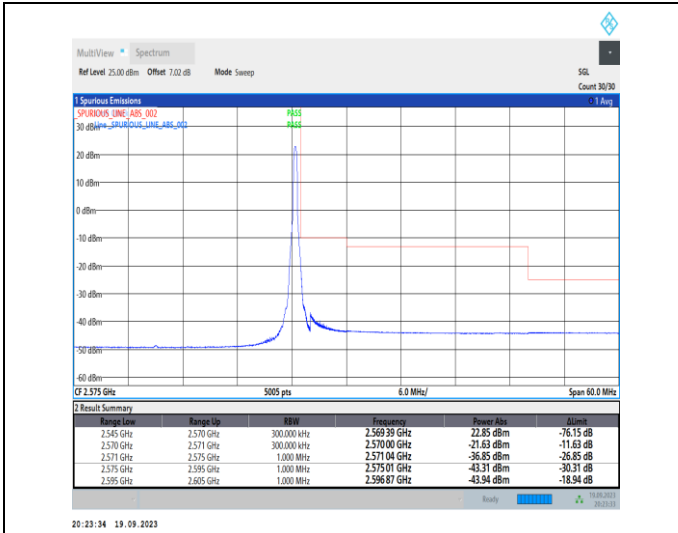 MultiView Spectrum
Ref Level 25.00 dBm Offset 7.02 dB Mode Sweep SGL
Count 30/30
1 Spurious Emissions 1 Avg
_SPURIOUS_LINE_ABS_002 PASS
30 dBm PASS
20 dBm
10 dBm
0 dBm
-10 dBm
-20 dBm
-30 dBm
-40 dBm
-50 dBm
-60 dBm
CF 2.575 GHz 5005 pts 6.0 MHz/ Span 60.0 MHz
2 Result Summary
Range Low Range Up RBW Frequency Power Abs ΔLimit
2.545 GHz 2.570 GHz 300.000 kHz 2.569 39 GHz 22.85 dBm -76.15 dB
2.570 GHz 2.571 GHz 300.000 kHz 2.570 00 GHz -21.63 dBm -11.63 dB
2.571 GHz 2.575 GHz 1.000 MHz 2.571 04 GHz -36.85 dBm -26.85 dB
2.575 GHz 2.595 GHz 1.000 MHz 2.575 01 GHz -43.31 dBm -30.31 dB
2.595 GHz 2.605 GHz 1.000 MHz 2.596 87 GHz -43.94 dBm -18.94 dB
Ready 19.09.2023
20:23:33
20:23:34 19.09.2023